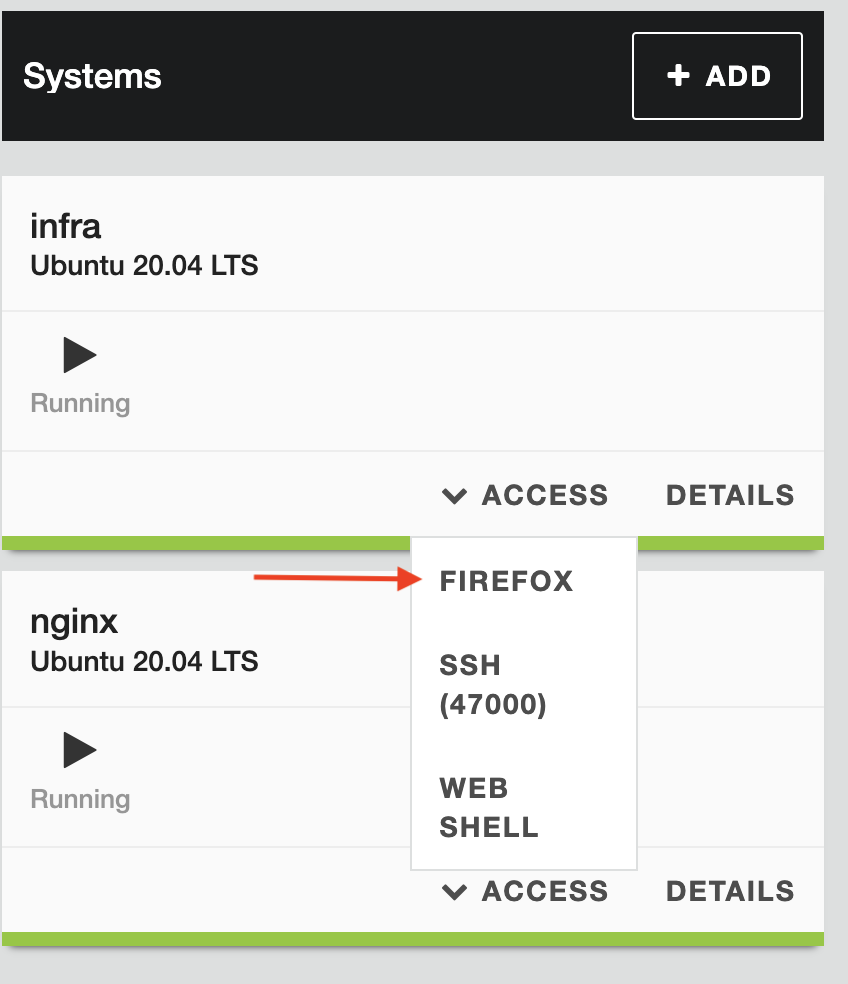 Systems
+ ADD
infra
Ubuntu 20.04 LTS
Running
ACCESS
DETAILS
FIREFOX
SSH
(47000)
WEB
SHELL
nginx
Ubuntu 20.04 LTS
Running
ACCESS
DETAILS